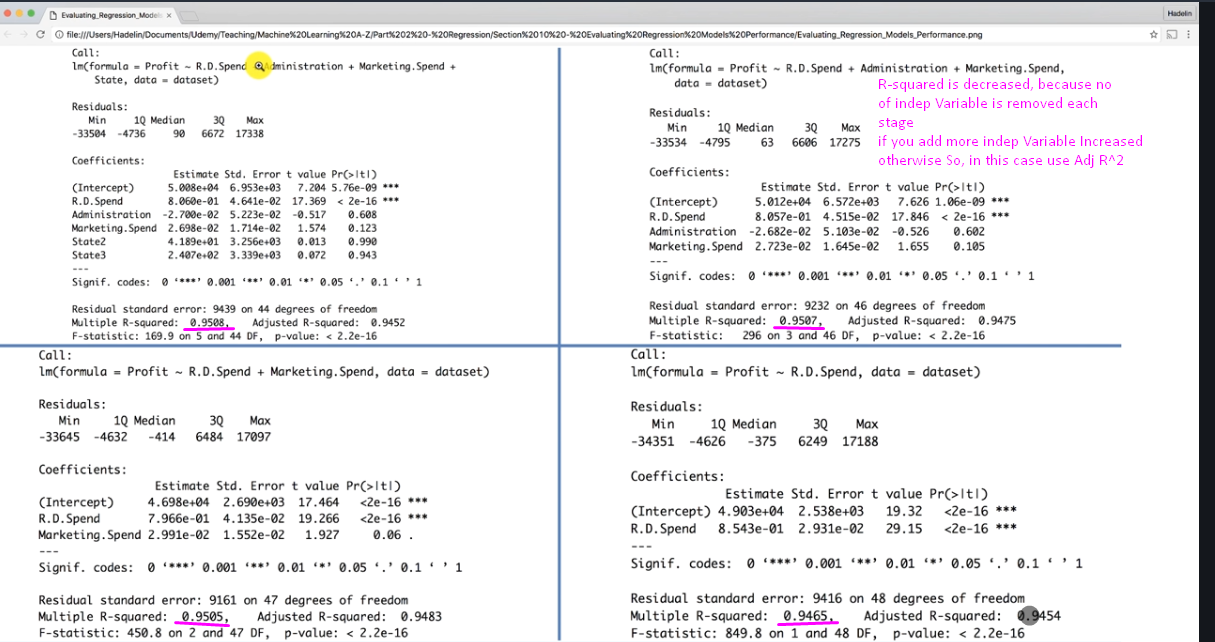 Evaluating_Regression_Models
Hadelin
file:///Users/Hadelin/Documents/Udemy/Teaching/Machine%20Learning%20A-Z/Part%202%20-%20Regression/Section%2010%20-%20Evaluating%20Regression%20Models%20Performance/Evaluating_Regression_Models_Performance.png
Call:
lm(formula = Profit ~ R.D.Spend + Administration + Marketing.Spend +
State, data = dataset)
Residuals:
Min 1Q Median 3Q Max
-33504 -4736 90 6672 17338
Coefficients:
Estimate Std. Error t value Pr(>|t|)
(Intercept) 5.008e+04 6.953e+03 7.204 5.76e-09 ***
R.D.Spend 8.060e-01 4.641e-02 17.369 < 2e-16 ***
Administration -2.700e-02 5.223e-02 -0.517 0.608
Marketing.Spend 2.698e-02 1.714e-02 1.574 0.123
State2 4.189e+01 3.256e+03 0.013 0.990
State3 2.407e+02 3.339e+03 0.072 0.943
---
Signif. codes: 0 ‘***’ 0.001 ‘**’ 0.01 ‘*’ 0.05 ‘.’ 0.1 ‘ ’ 1
Residual standard error: 9439 on 44 degrees of freedom
Multiple R-squared: 0.9508, Adjusted R-squared: 0.9452
F-statistic: 169.9 on 5 and 44 DF, p-value: < 2.2e-16
Call:
lm(formula = Profit ~ R.D.Spend + Administration + Marketing.Spend,
data = dataset)
Residuals:
Min 1Q Median 3Q Max
-33534 -4795 63 6606 17275
R-squared is decreased, because no
of indep Variable is removed each
stage
if you add more indep Variable Increased
otherwise So, in this case use Adj R^2
Coefficients:
Estimate Std. Error t value Pr(>|t|)
(Intercept) 5.012e+04 6.572e+03 7.626 1.06e-09 ***
R.D.Spend 8.057e-01 4.515e-02 17.846 < 2e-16 ***
Administration -2.682e-02 5.103e-02 -0.526 0.602
Marketing.Spend 2.723e-02 1.645e-02 1.655 0.105
---
Signif. codes: 0 ‘***’ 0.001 ‘**’ 0.01 ‘*’ 0.05 ‘.’ 0.1 ‘ ’ 1
Residual standard error: 9232 on 46 degrees of freedom
Multiple R-squared: 0.9507, Adjusted R-squared: 0.9475
F-statistic: 296 on 3 and 46 DF, p-value: < 2.2e-16
Call:
lm(formula = Profit ~ R.D.Spend + Marketing.Spend, data = dataset)
Residuals:
Min 1Q Median 3Q Max
-33645 -4632 -414 6484 17097
Coefficients:
Estimate Std. Error t value Pr(>|t|)
(Intercept) 4.698e+04 2.690e+03 17.464 <2e-16 ***
R.D.Spend 7.966e-01 4.135e-02 19.266 <2e-16 ***
Marketing.Spend 2.991e-02 1.552e-02 1.927 0.06 .
---
Signif. codes: 0 ‘***’ 0.001 ‘**’ 0.01 ‘*’ 0.05 ‘.’ 0.1 ‘ ’ 1
Residual standard error: 9161 on 47 degrees of freedom
Multiple R-squared: 0.9505, Adjusted R-squared: 0.9483
F-statistic: 450.8 on 2 and 47 DF, p-value: < 2.2e-16
Call:
lm(formula = Profit ~ R.D.Spend, data = dataset)
Residuals:
Min 1Q Median 3Q Max
-34351 -4626 -375 6249 17188
Coefficients:
Estimate Std. Error t value Pr(>|t|)
(Intercept) 4.903e+04 2.538e+03 19.32 <2e-16 ***
R.D.Spend 8.543e-01 2.931e-02 29.15 <2e-16 ***
---
Signif. codes: 0 ‘***’ 0.001 ‘**’ 0.01 ‘*’ 0.05 ‘.’ 0.1 ‘ ’ 1
Residual standard error: 9416 on 48 degrees of freedom
Multiple R-squared: 0.9465, Adjusted R-squared: 0.9454
F-statistic: 849.8 on 1 and 48 DF, p-value: < 2.2e-16